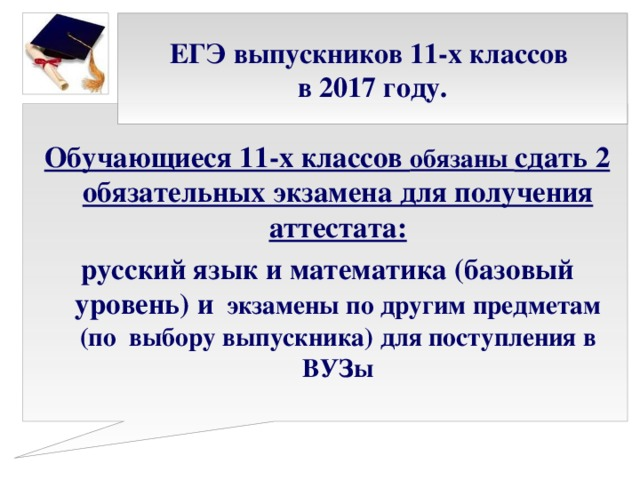 ЕГЭ выпускников 11-х классов
в 2017 году.
Обучающиеся 11-х классов обязаны сдать 2
обязательных экзамена для получения
аттестата:
русский язык и математика (базовый
уровень) и экзамены по другим предметам
(по выбору выпускника) для поступления в
ВУЗы